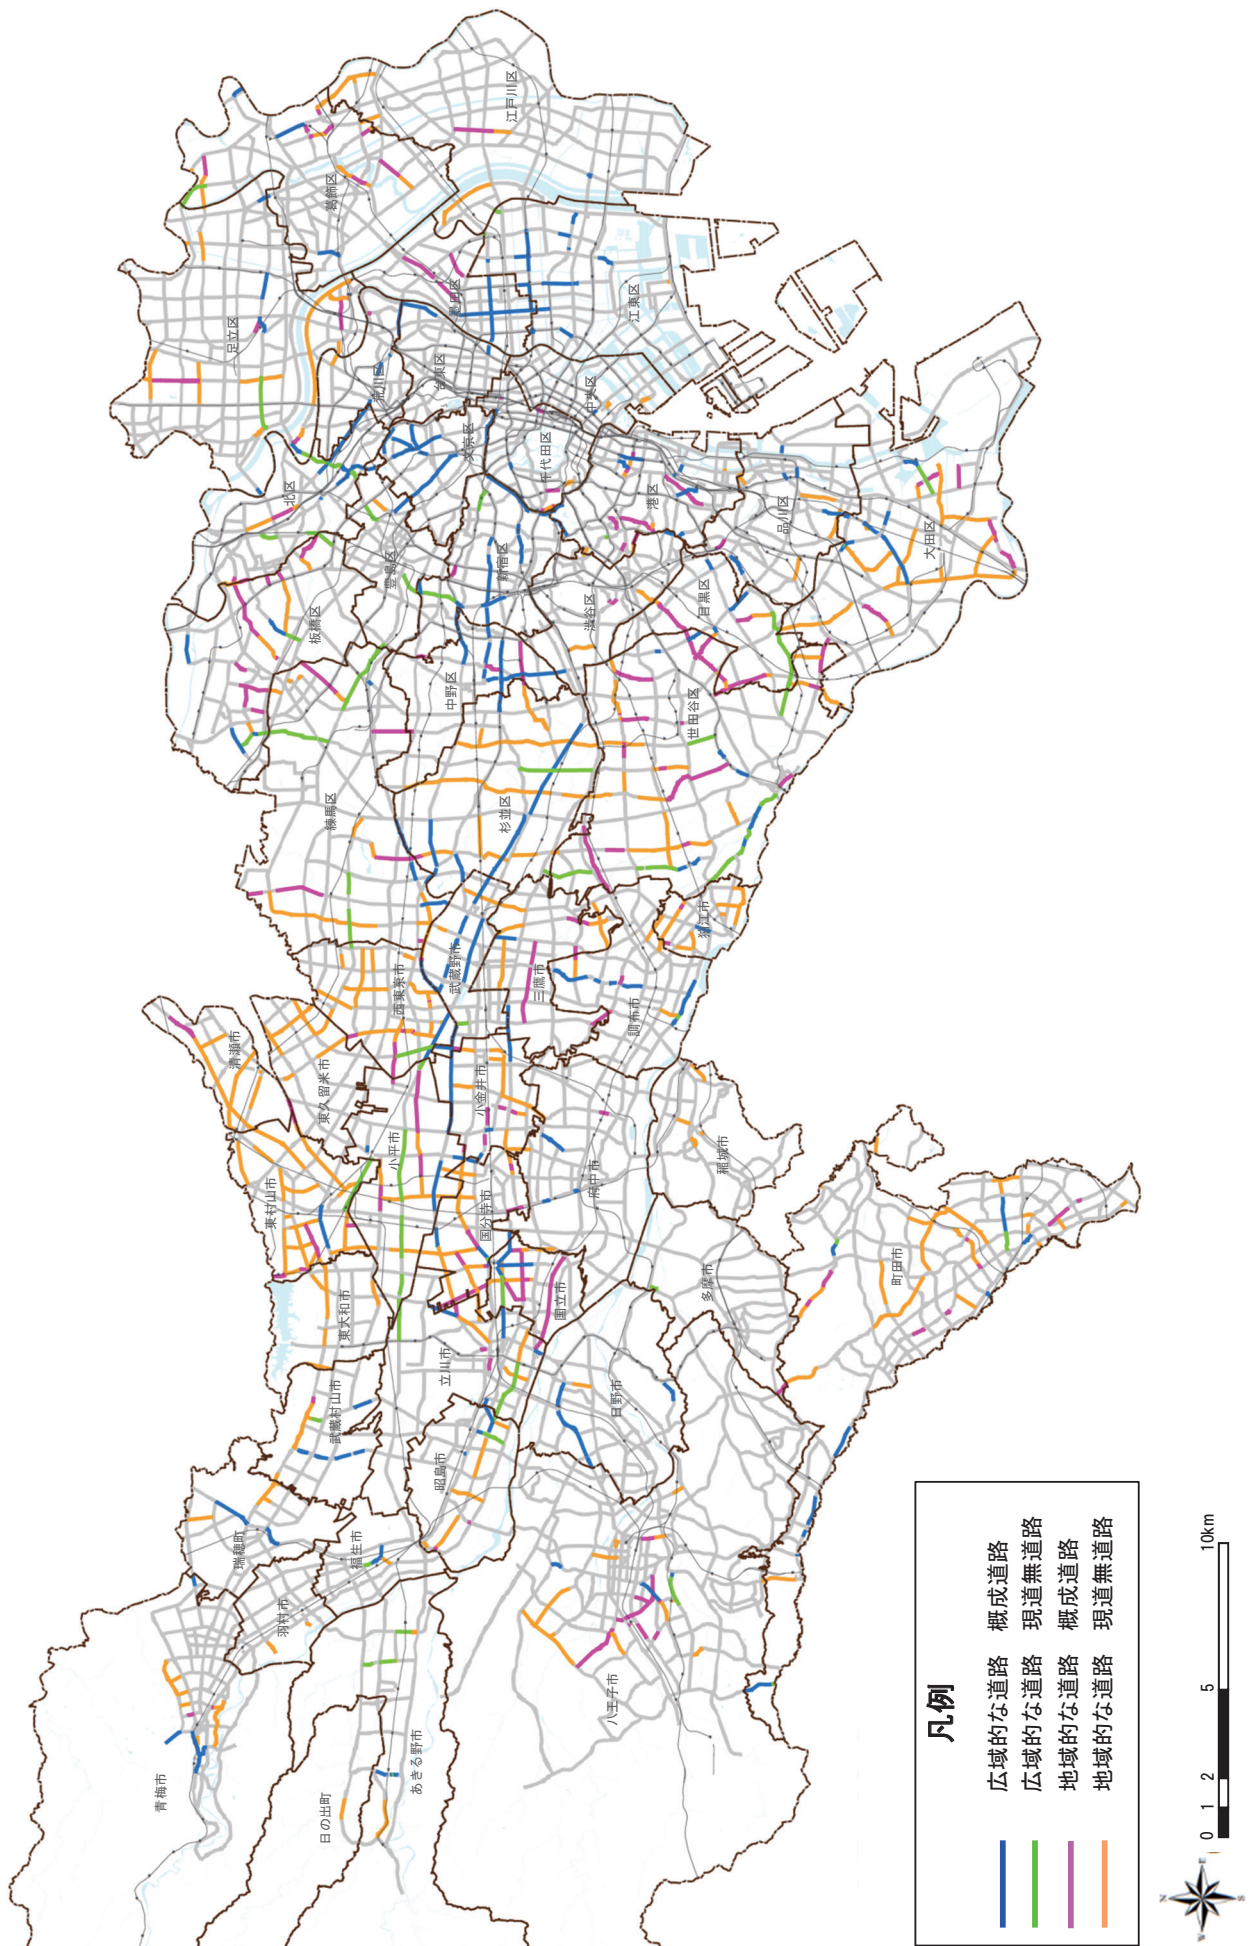 青梅市
日の出町
あきる野市
八王子市
羽村市
瑞穂町
福生市
昭島市
武蔵村山市
立川市
日野市
東大和市
国立市
多摩市
町田市
東村山市
国分寺市
小平市
府中市
稲城市
清瀬市
東久留米市
小金井市
西東京市
武蔵野市
三鷹市
調布市
狛江市
練馬区
杉並区
世田谷区
中野区
板橋区
豊島区
新宿区
渋谷区
目黒区
北区
文京区
千代田区
港区
品川区
大田区
足立区
荒川区
台東区
中央区
墨田区
江東区
葛飾区
江戸川区
凡例
広域的な道路 概成道路
広域的な道路 現道無道路
地域的な道路 概成道路
地域的な道路 現道無道路
0 1 2 5 10km
N
E
S
W